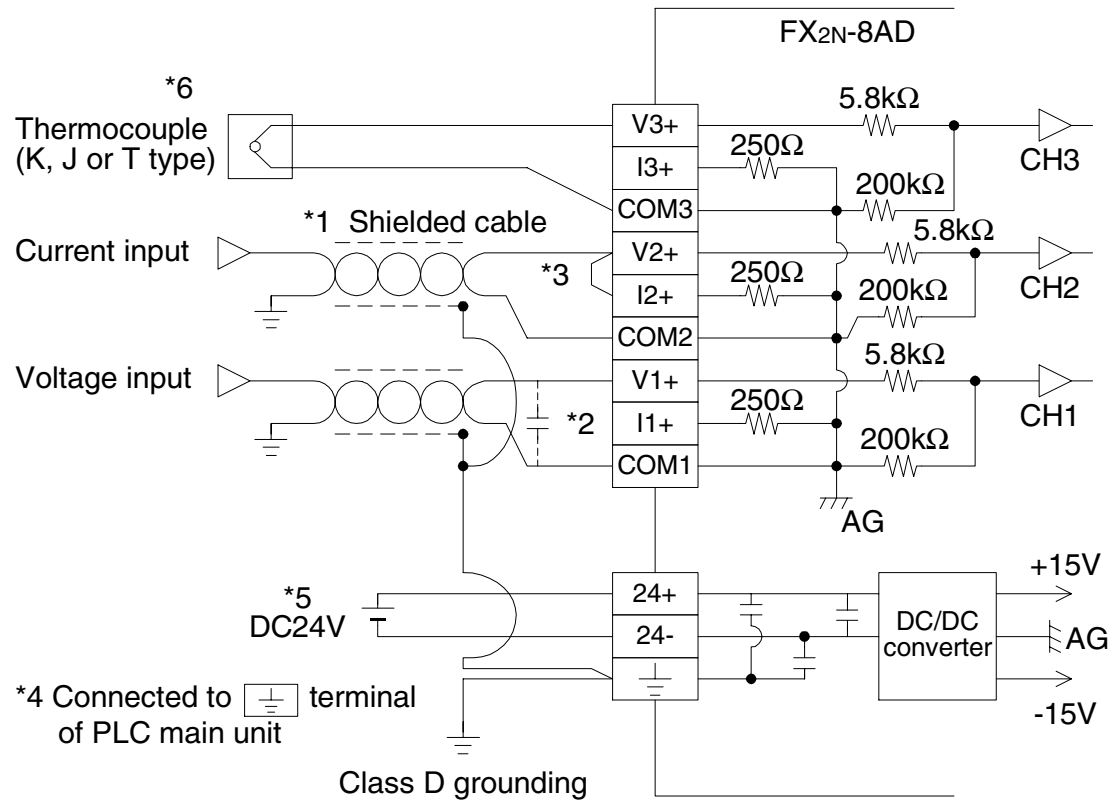 FX2N-8AD
*6
Thermocouple
(K, J or T type)
V3+
5.8kΩ
CH3
I3+
250Ω
COM3
200kΩ
*1 Shielded cable
Current input
*3
V2+
5.8kΩ
CH2
I2+
250Ω
200kΩ
COM2
Voltage input
*2
V1+
5.8kΩ
CH1
I1+
250Ω
COM1
200kΩ
AG
*5
DC24V
24+
24-
DC/DC
converter
+15V
AG
-15V
*4 Connected to terminal
of PLC main unit
Class D grounding